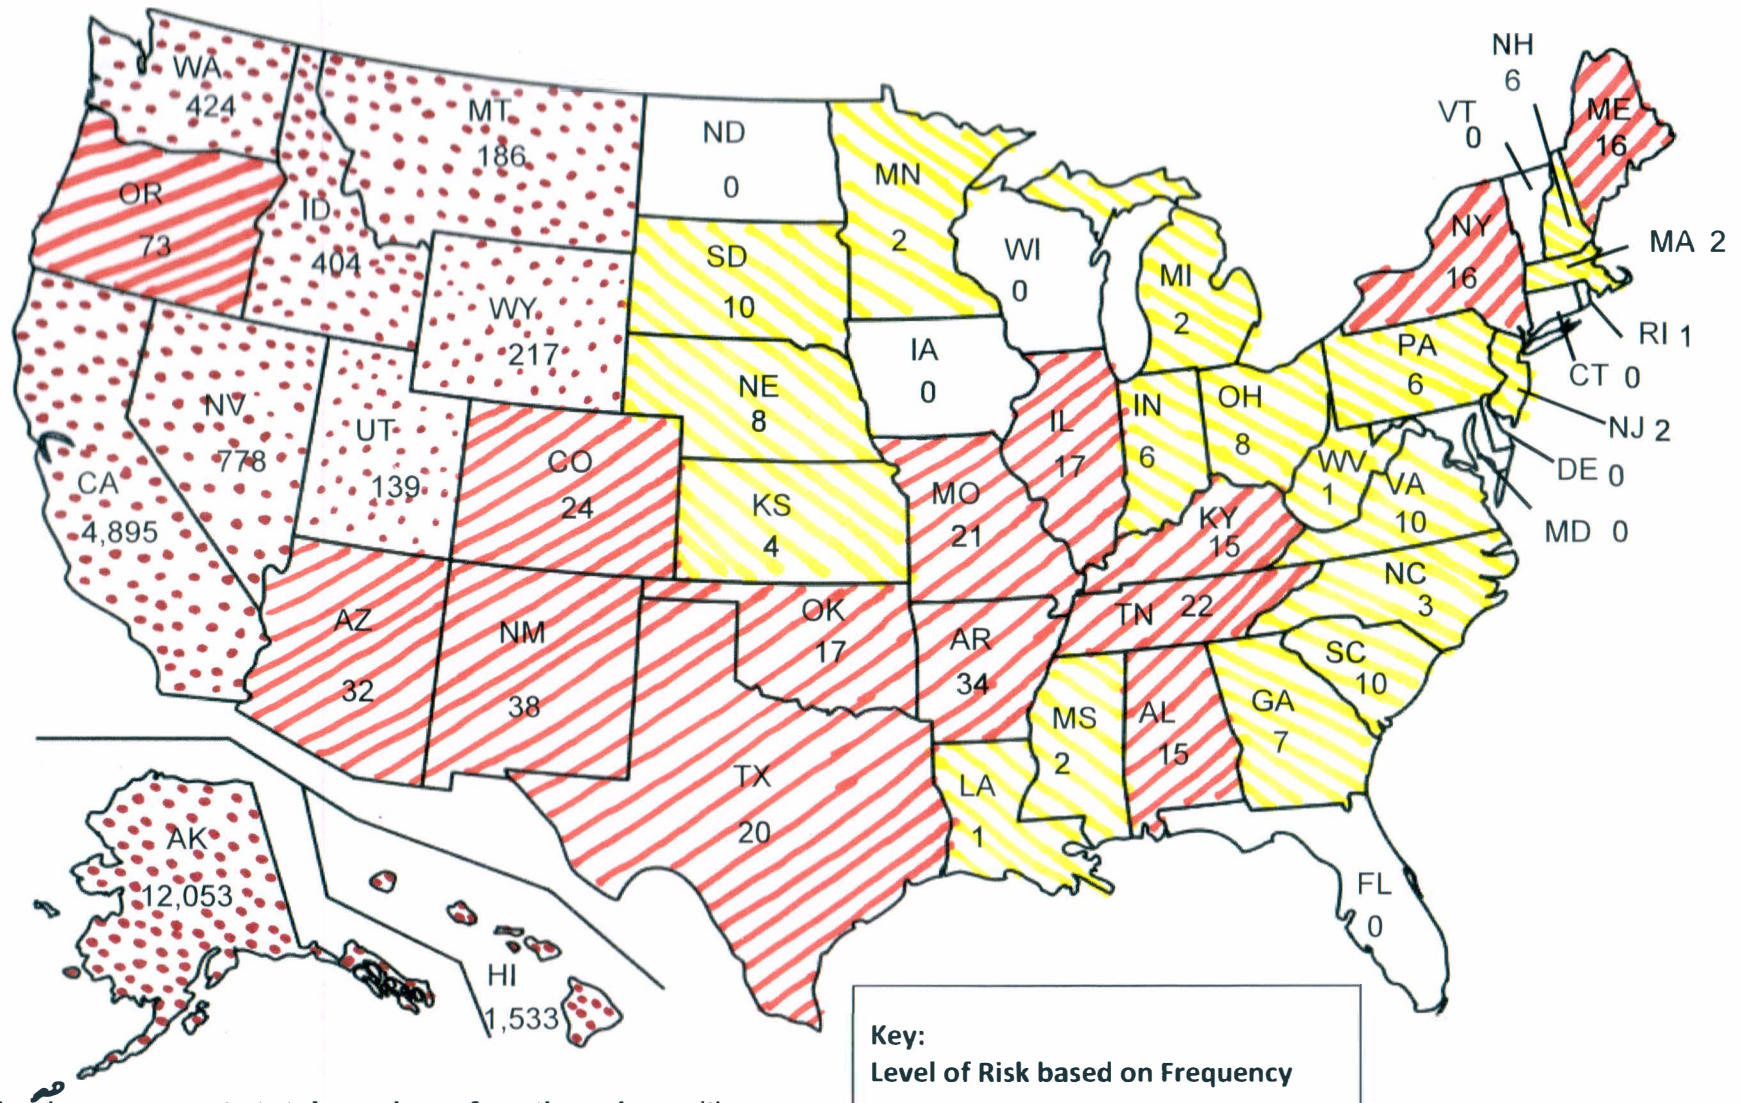 NH
6
VT
0
ME
16
WA
424
MT
186
ND
0
MN
2
OR
73
ID
404
NY
16
MA 2
SD
10
WI
0
MI
2
WY
217
RI 1
IA
0
PA
6
CT 0
NE
8
IN
6
OH
8
NJ 2
NV
778
UT
139
CO
24
IL
17
WV
1
DE 0
CA
4,895
KS
4
MO
21
VA
10
KY
15
MD 0
AZ
32
NM
38
OK
17
AR
34
TN 22
NC
3
SC
10
MS
2
AL
15
GA
7
TX
20
LA
1
AK
12,053
FL
0
HI
1,533
Key:
Level of Risk based on Frequency